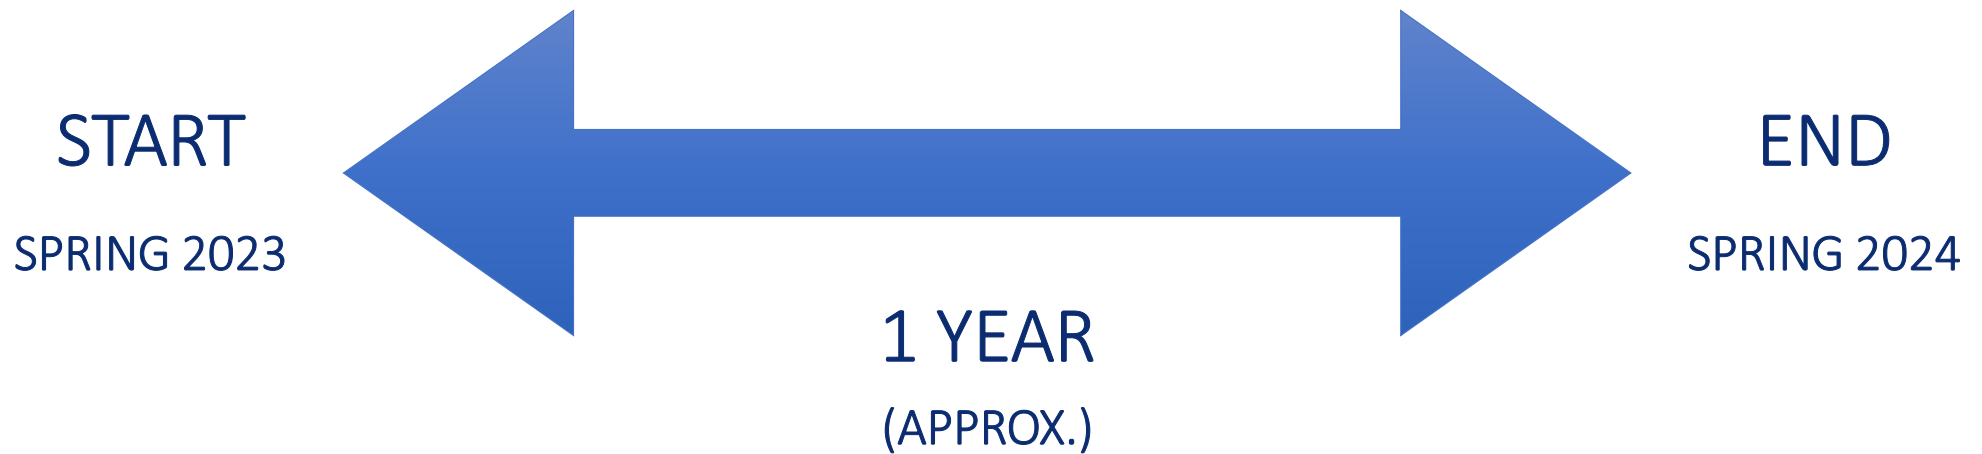 START
SPRING 2023
1 YEAR
(APPROX.)
END
SPRING 2024